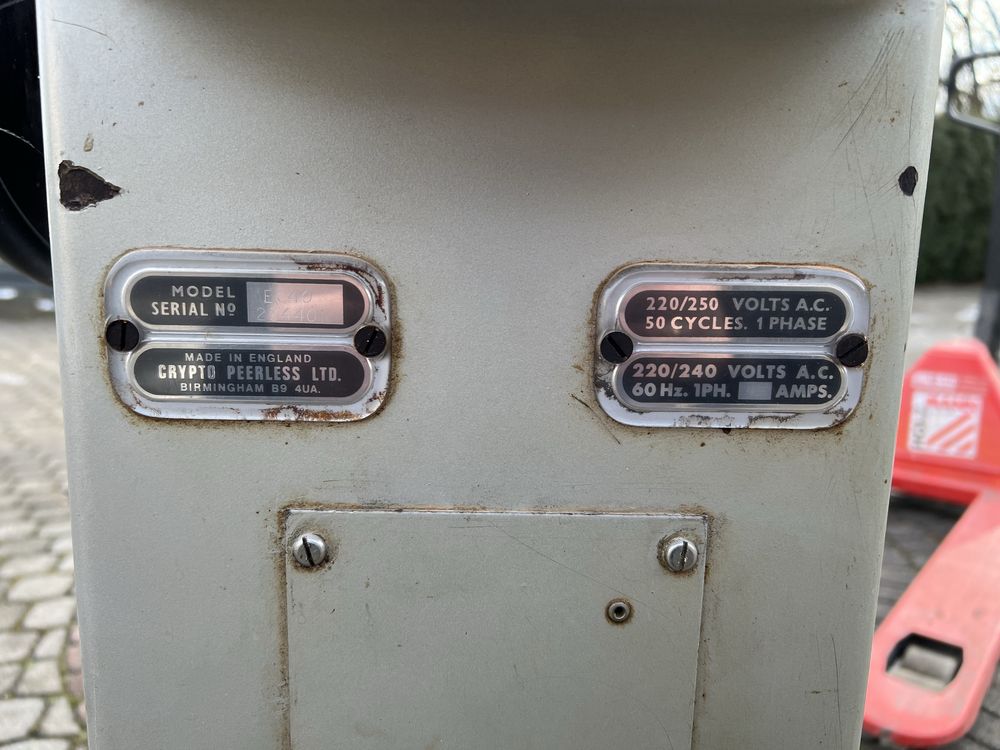 MODEL EC40
SERIAL Nº
MADE IN ENGLAND
CRYPTO PEERLESS LTD.
BIRMINGHAM B9 4UA.
220/250 VOLTS A.C.
50 CYCLES. 1 PHASE
220/240 VOLTS A.C.
60 Hz. 1PH. AMPS.